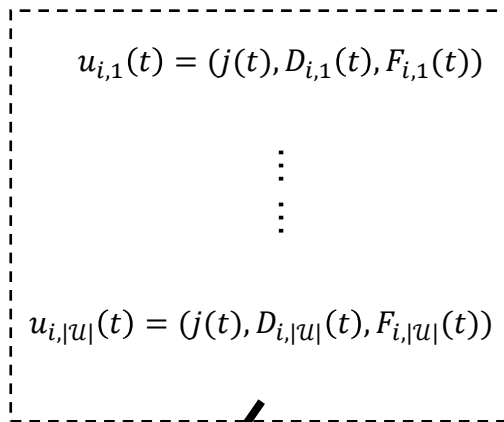 u_{i,1}(t) = (j(t), D_{i,1}(t), F_{i,1}(t))
⋮
⋮
u_{i,|𝒰|}(t) = (j(t), D_{i,|𝒰|}(t), F_{i,|𝒰|}(t))